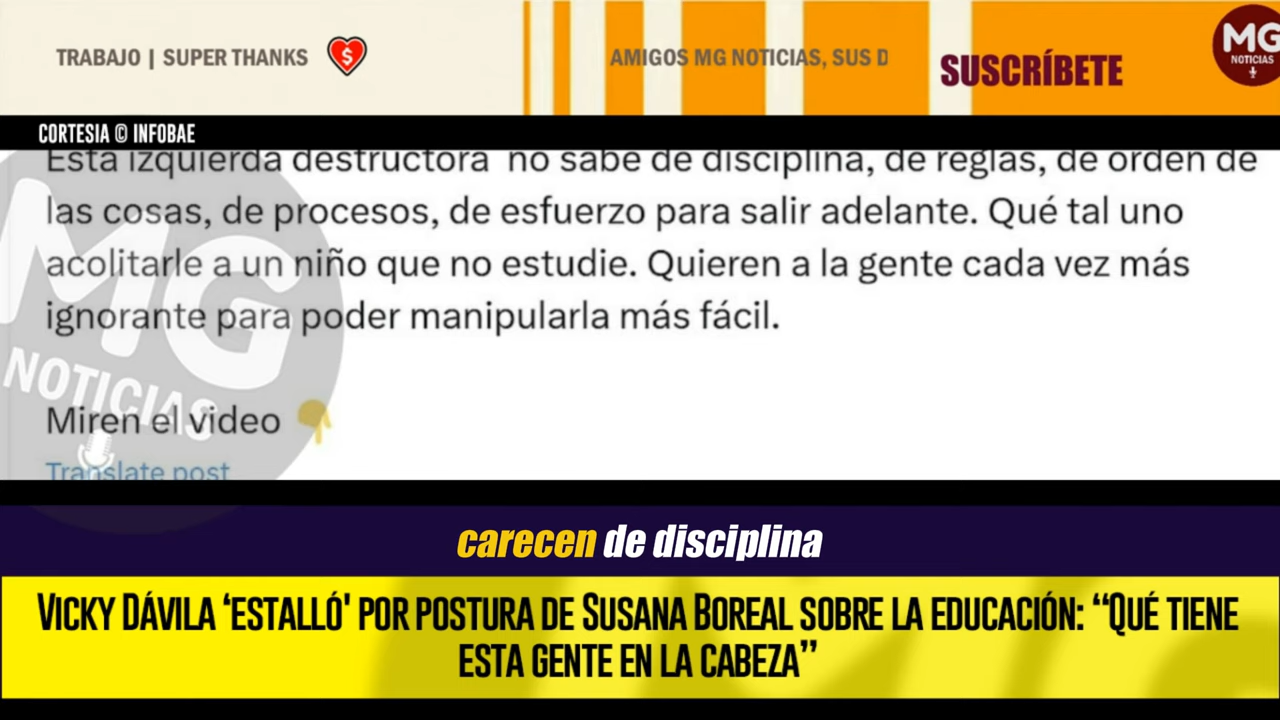 TRABAJO | SUPER THANKS
AMIGOS MG NOTICIAS, SUS D
SUSCRÍBETE
MG
NOTICIAS
CORTESIA © INFOBAE
Esta izquierda destructora no sabe de disciplina, de reglas, de orden de
las cosas, de procesos, de esfuerzo para salir adelante. Qué tal uno
acolitarle a un niño que no estudie. Quieren a la gente cada vez más
ignorante para poder manipularla más fácil.
MG
NOTICIAS
Miren el video
Translate post
carecen de disciplina
VICKY DÁVILA ‘ESTALLÓ' POR POSTURA DE SUSANA BOREAL SOBRE LA EDUCACIÓN: “QUÉ TIENE
ESTA GENTE EN LA CABEZA”